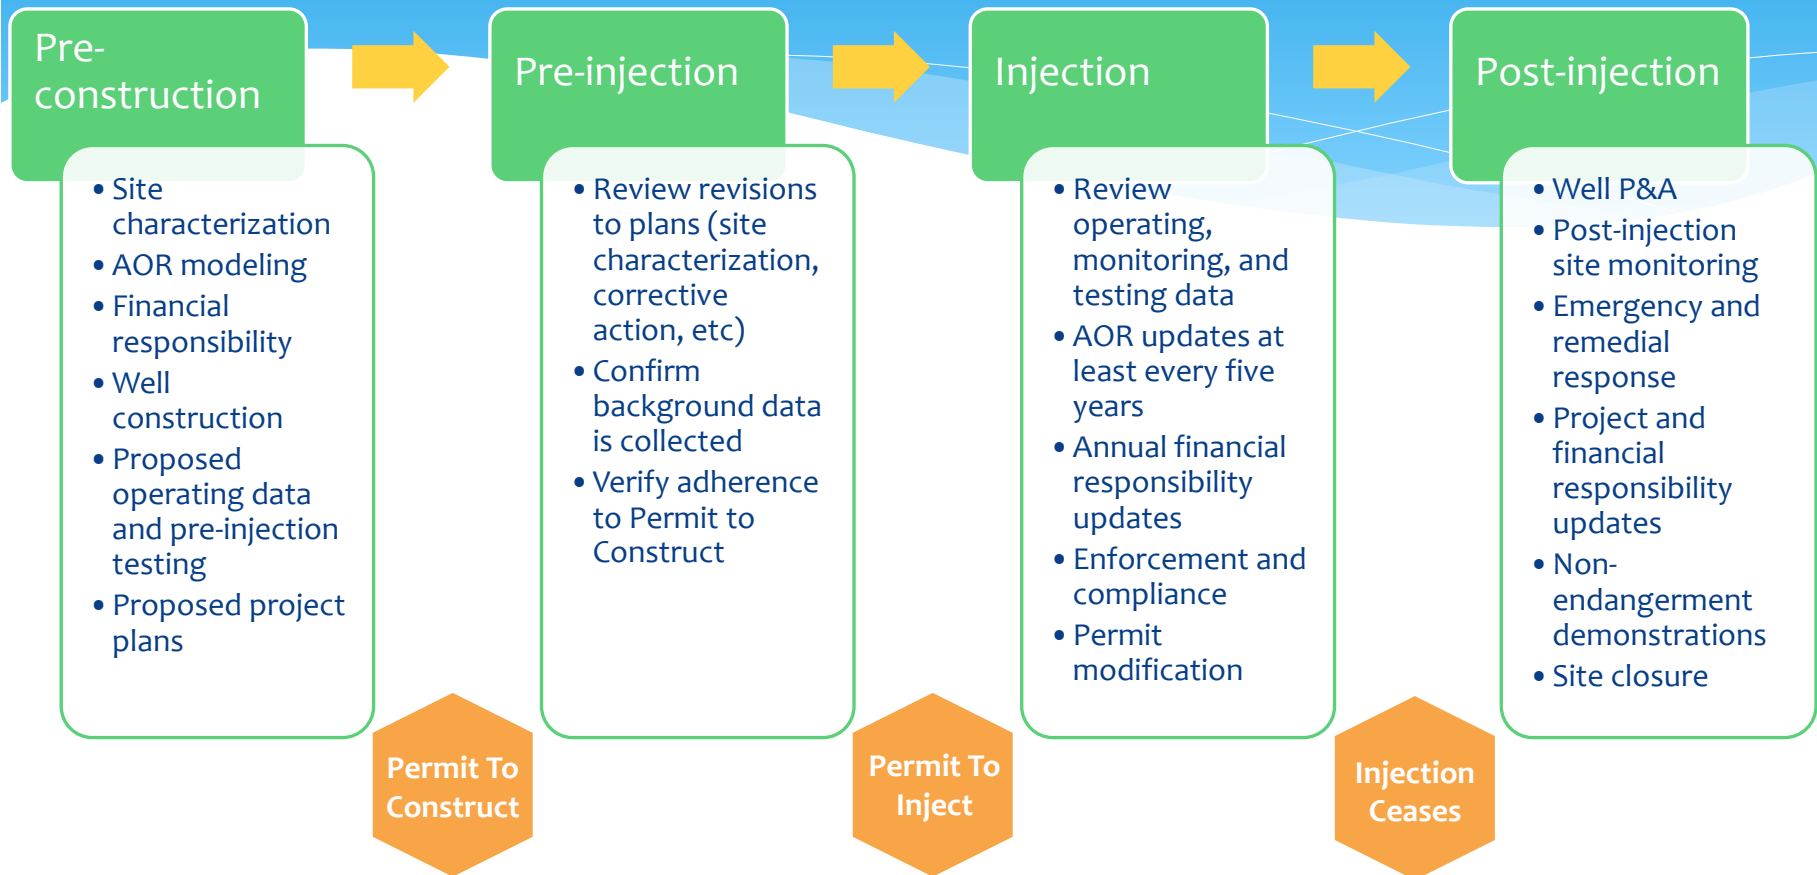 Pre-
construction
• Site
characterization
• AOR modeling
• Financial
responsibility
• Well
construction
• Proposed
operating data
and pre-injection
testing
• Proposed project
plans
Permit To
Construct
Pre-injection
• Review revisions
to plans (site
characterization,
corrective
action, etc)
• Confirm
background data
is collected
• Verify adherence
to Permit to
Construct
Permit To
Inject
Injection
• Review
operating,
monitoring, and
testing data
• AOR updates at
least every five
years
• Annual financial
responsibility
updates
• Enforcement and
compliance
• Permit
modification
Injection
Ceases
Post-injection
• Well P&A
• Post-injection
site monitoring
• Emergency and
remedial
response
• Project and
financial
responsibility
updates
• Non-
endangerment
demonstrations
• Site closure